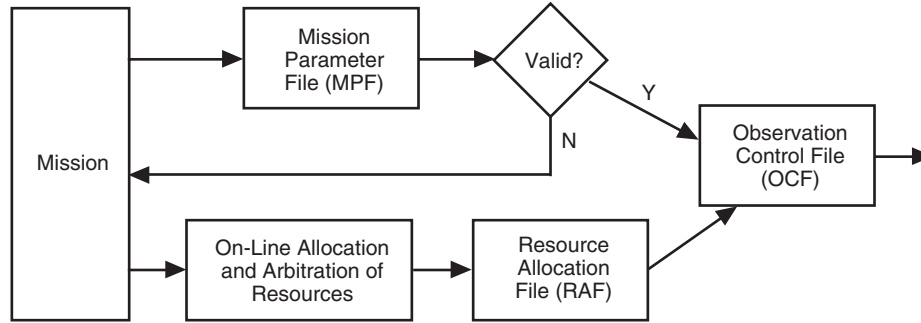 Mission
Parameter
File (MPF)
Valid?
Y
N
Mission
Observation
Control File
(OCF)
On-Line Allocation
and Arbitration of
Resources
Resource
Allocation
File (RAF)